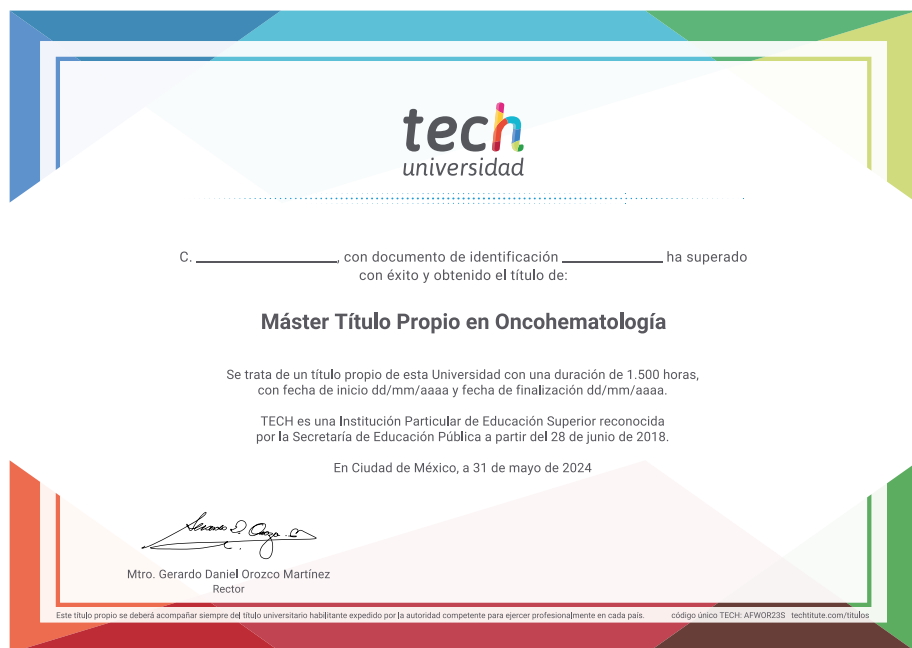 tech
universidad
C. ____________________, con documento de identificación ______________ ha superado
con éxito y obtenido el título de:
Máster Título Propio en Oncohematología
Se trata de un título propio de esta Universidad con una duración de 1.500 horas,
con fecha de inicio dd/mm/aaaa y fecha de finalización dd/mm/aaaa.
TECH es una Institución Particular de Educación Superior reconocida
por la Secretaría de Educación Pública a partir del 28 de junio de 2018.
En Ciudad de México, a 31 de mayo de 2024
Mtro. Gerardo Daniel Orozco Martínez
Rector
Este título propio se deberá acompañar siempre del título universitario habilitante expedido por la autoridad competente para ejercer profesionalmente en cada país. código único TECH: AFWOR23S techtitute.com/titulos